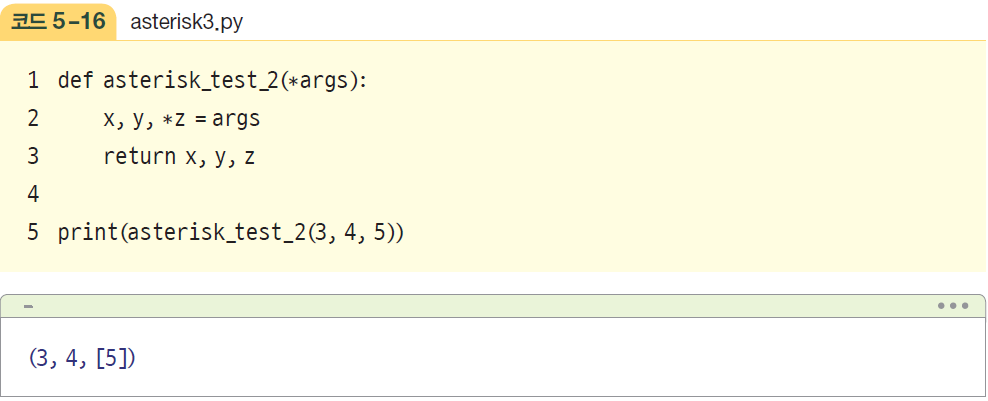 코드 5-16 asterisk3.py
1 def asterisk_test_2(*args):
2     x, y, *z = args
3     return x, y, z
4
5 print(asterisk_test_2(3, 4, 5))
(3, 4, [5])